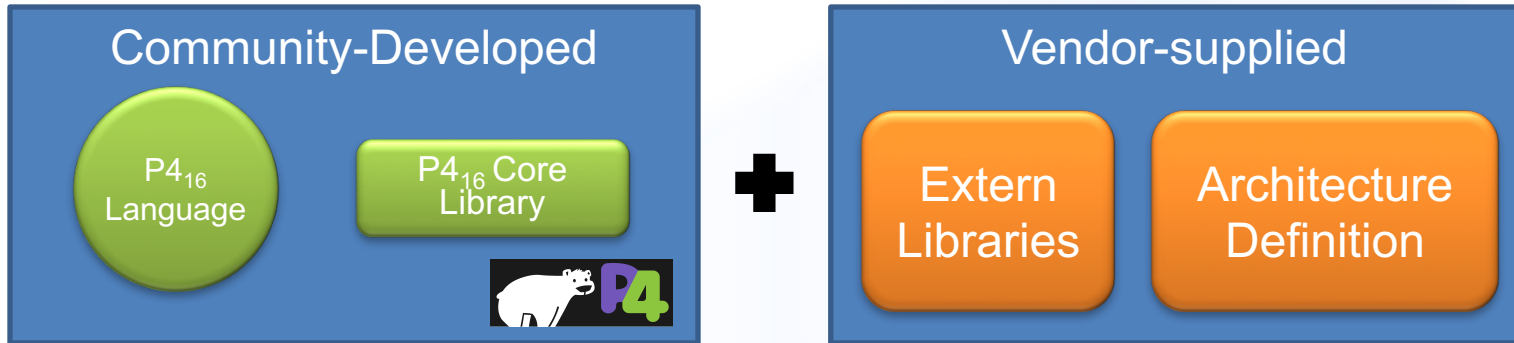 Community-Developed
P4₁₆
Language
P4₁₆ Core
Library
P4
Vendor-supplied
Extern
Libraries
Architecture
Definition